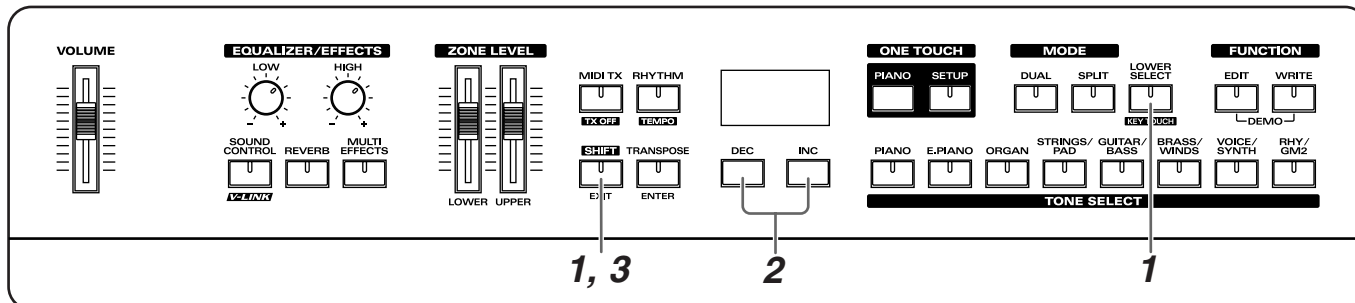 VOLUME
EQUALIZER/EFFECTS
LOW
HIGH
- +
- +
SOUND CONTROL
REVERB
MULTI EFFECTS
V-LINK
ZONE LEVEL
LOWER
UPPER
MIDI TX
RHYTHM
TX OFF
TEMPO
SHIFT
TRANSPOSE
EXIT
ENTER
DEC
INC
ONE TOUCH
PIANO
SETUP
MODE
DUAL
SPLIT
LOWER SELECT
KEY TOUCH
FUNCTION
EDIT
WRITE
DEMO
PIANO
E.PIANO
ORGAN
STRINGS/ PAD
GUITAR/ BASS
BRASS/ WINDS
VOICE/ SYNTH
RHY/ GM2
TONE SELECT
1, 3
2
1